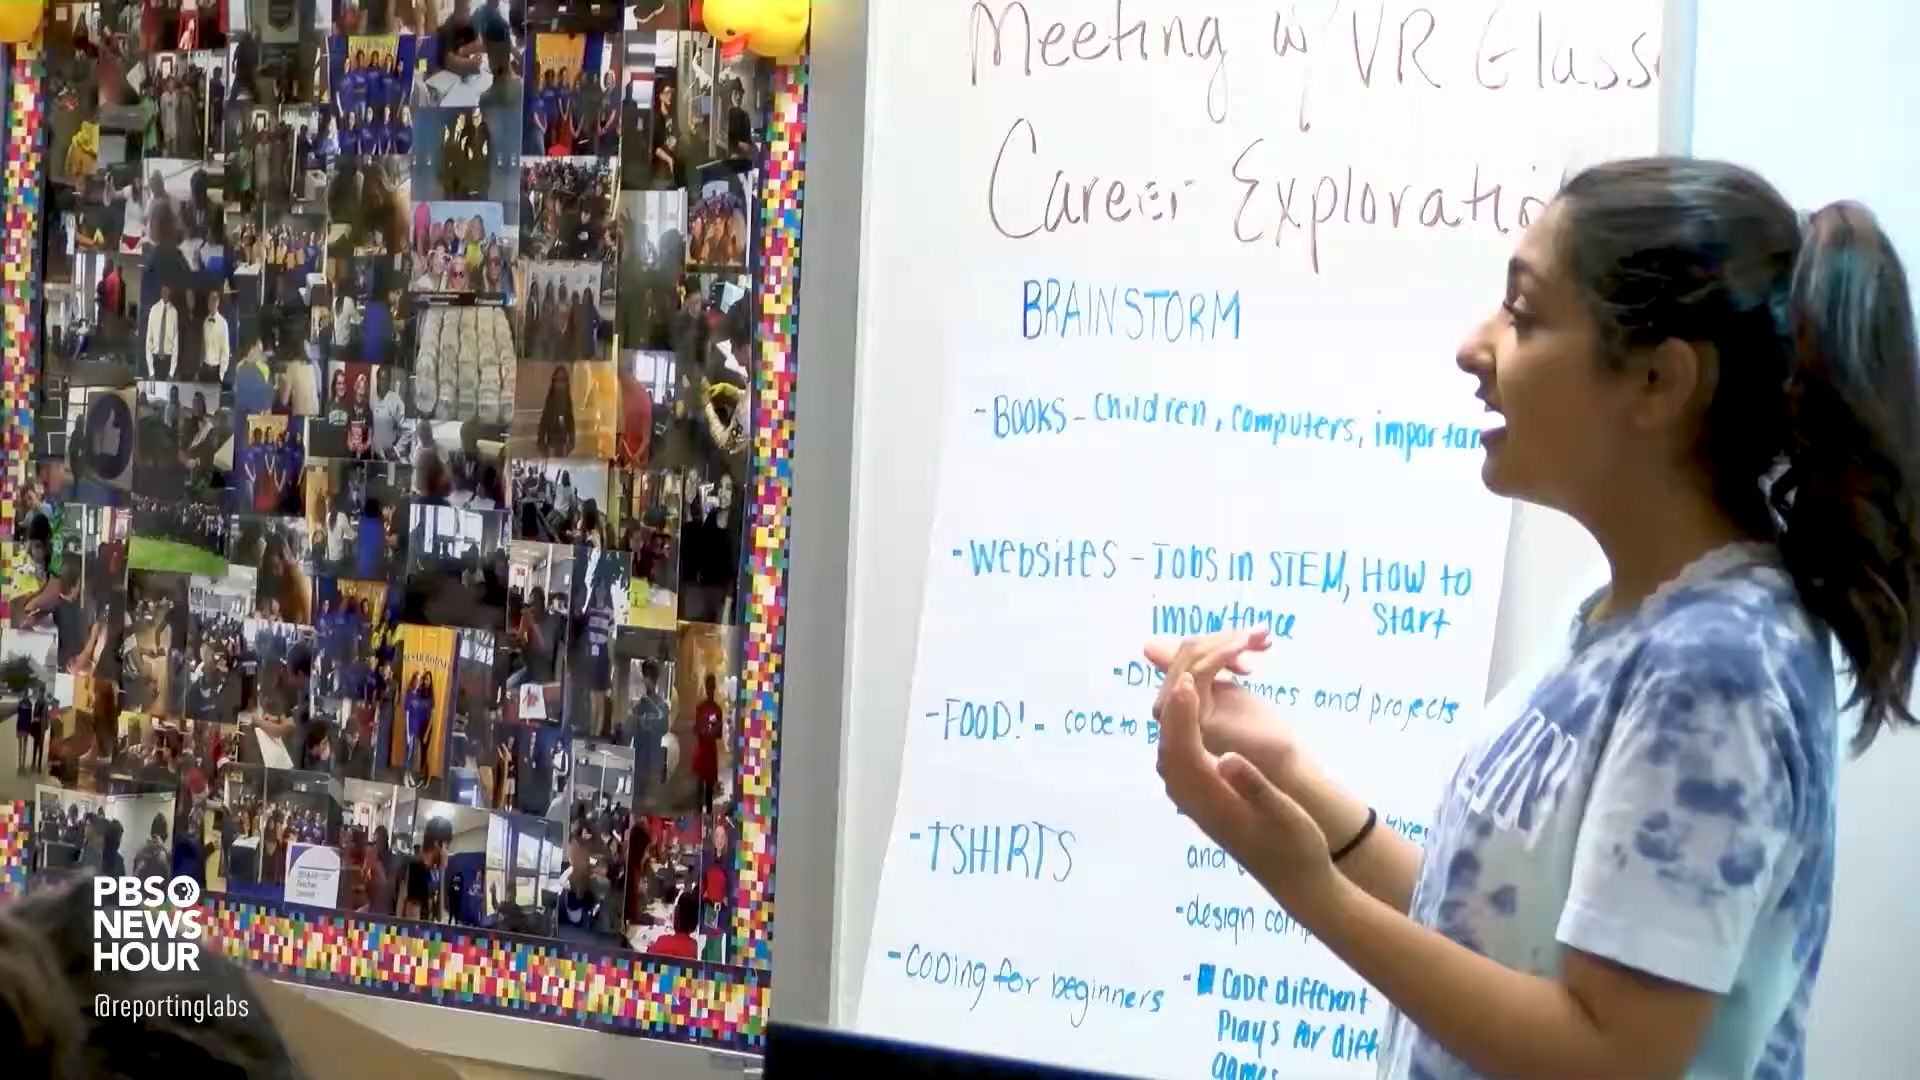 Meeting w/ VR Glass
Career Exploratio
BRAINSTORM
- BOOKS - children, computers, importan
- Websites - Jobs in STEM, How to
importance Start
and projects
- FOOD! - code to
- TSHIRTS
and
- design com
- Coding for beginners
- Code different
Plays for diff
games
PBS
NEWS
HOUR
@reportinglabs